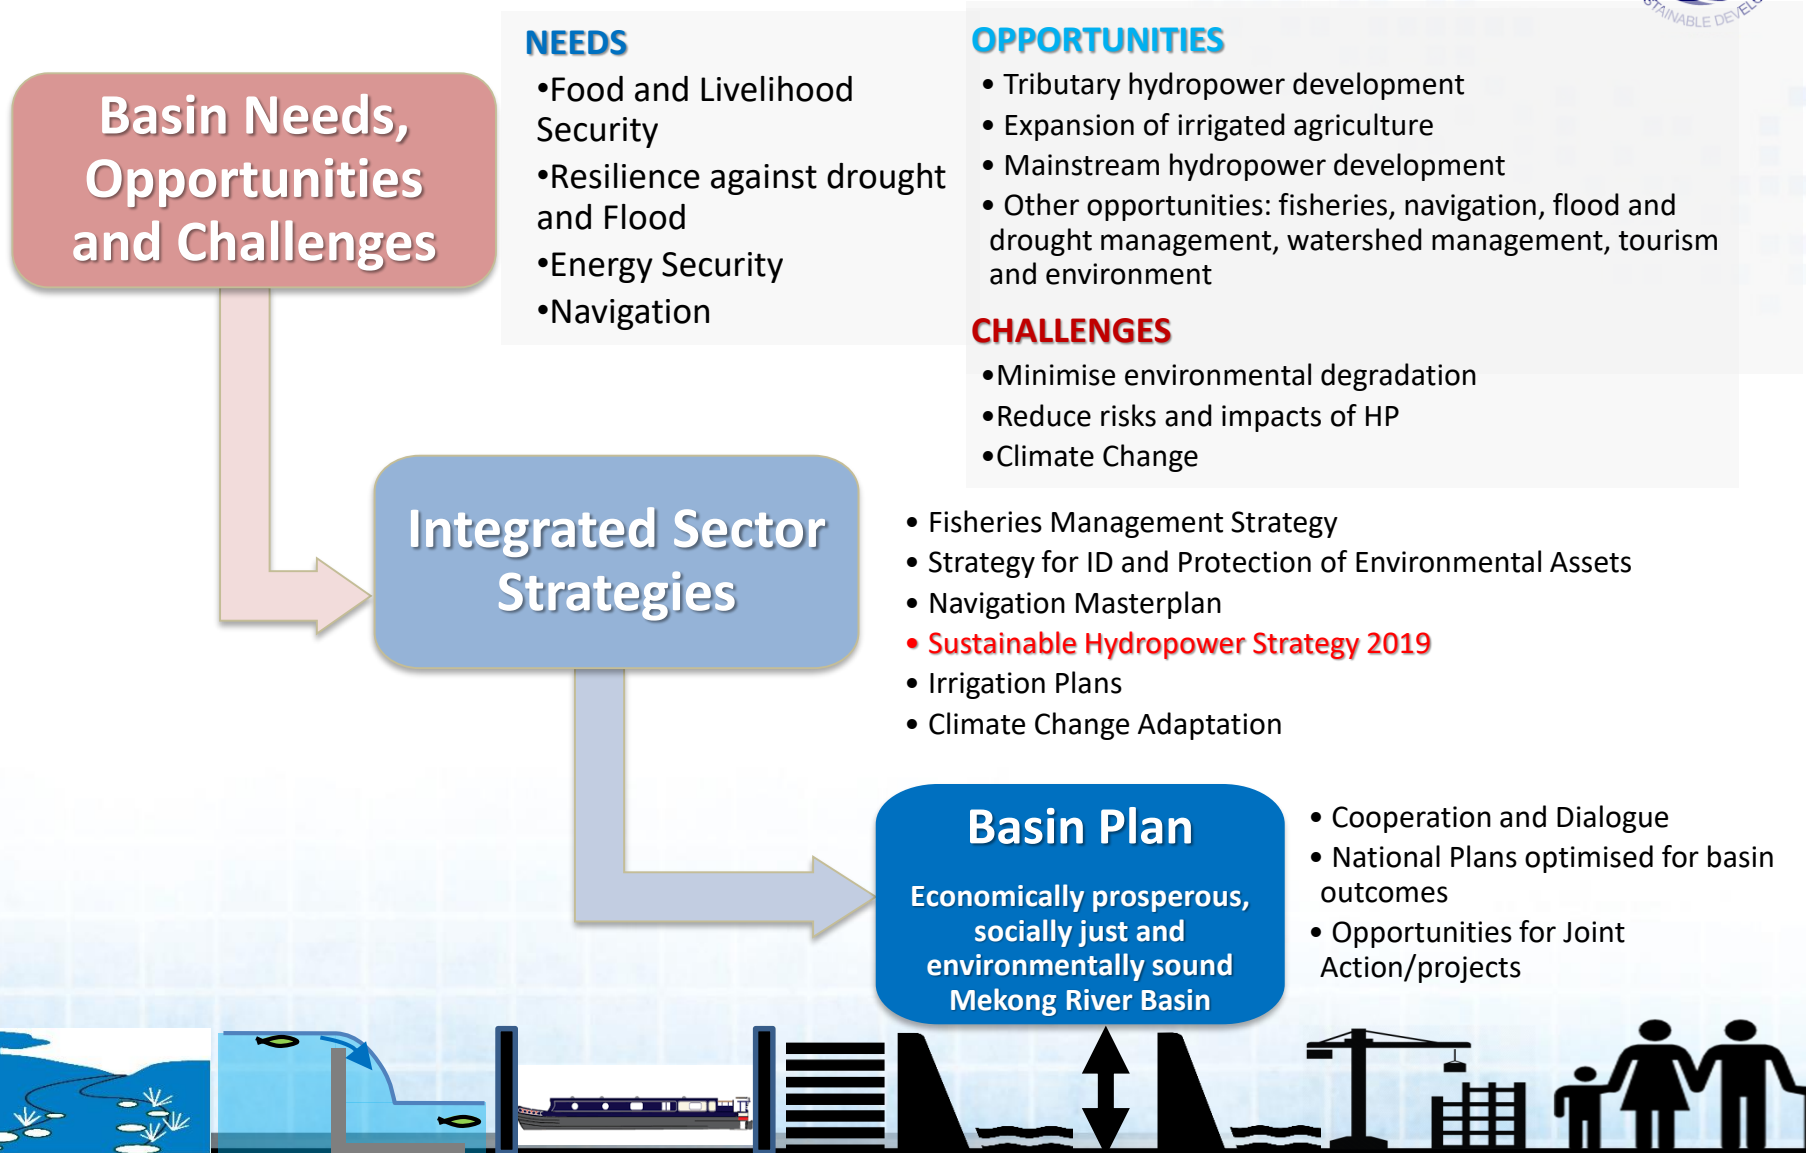 STAINABLE DEVELO
Basin Needs,
Opportunities
and Challenges
NEEDS
•Food and Livelihood
Security
•Resilience against drought
and Flood
•Energy Security
•Navigation
OPPORTUNITIES
• Tributary hydropower development
• Expansion of irrigated agriculture
• Mainstream hydropower development
• Other opportunities: fisheries, navigation, flood and
drought management, watershed management, tourism
and environment
CHALLENGES
•Minimise environmental degradation
•Reduce risks and impacts of HP
•Climate Change
Integrated Sector
Strategies
• Fisheries Management Strategy
• Strategy for ID and Protection of Environmental Assets
• Navigation Masterplan
• Sustainable Hydropower Strategy 2019
• Irrigation Plans
• Climate Change Adaptation
Basin Plan
Economically prosperous,
socially just and
environmentally sound
Mekong River Basin
• Cooperation and Dialogue
• National Plans optimised for basin
outcomes
• Opportunities for Joint
Action/projects